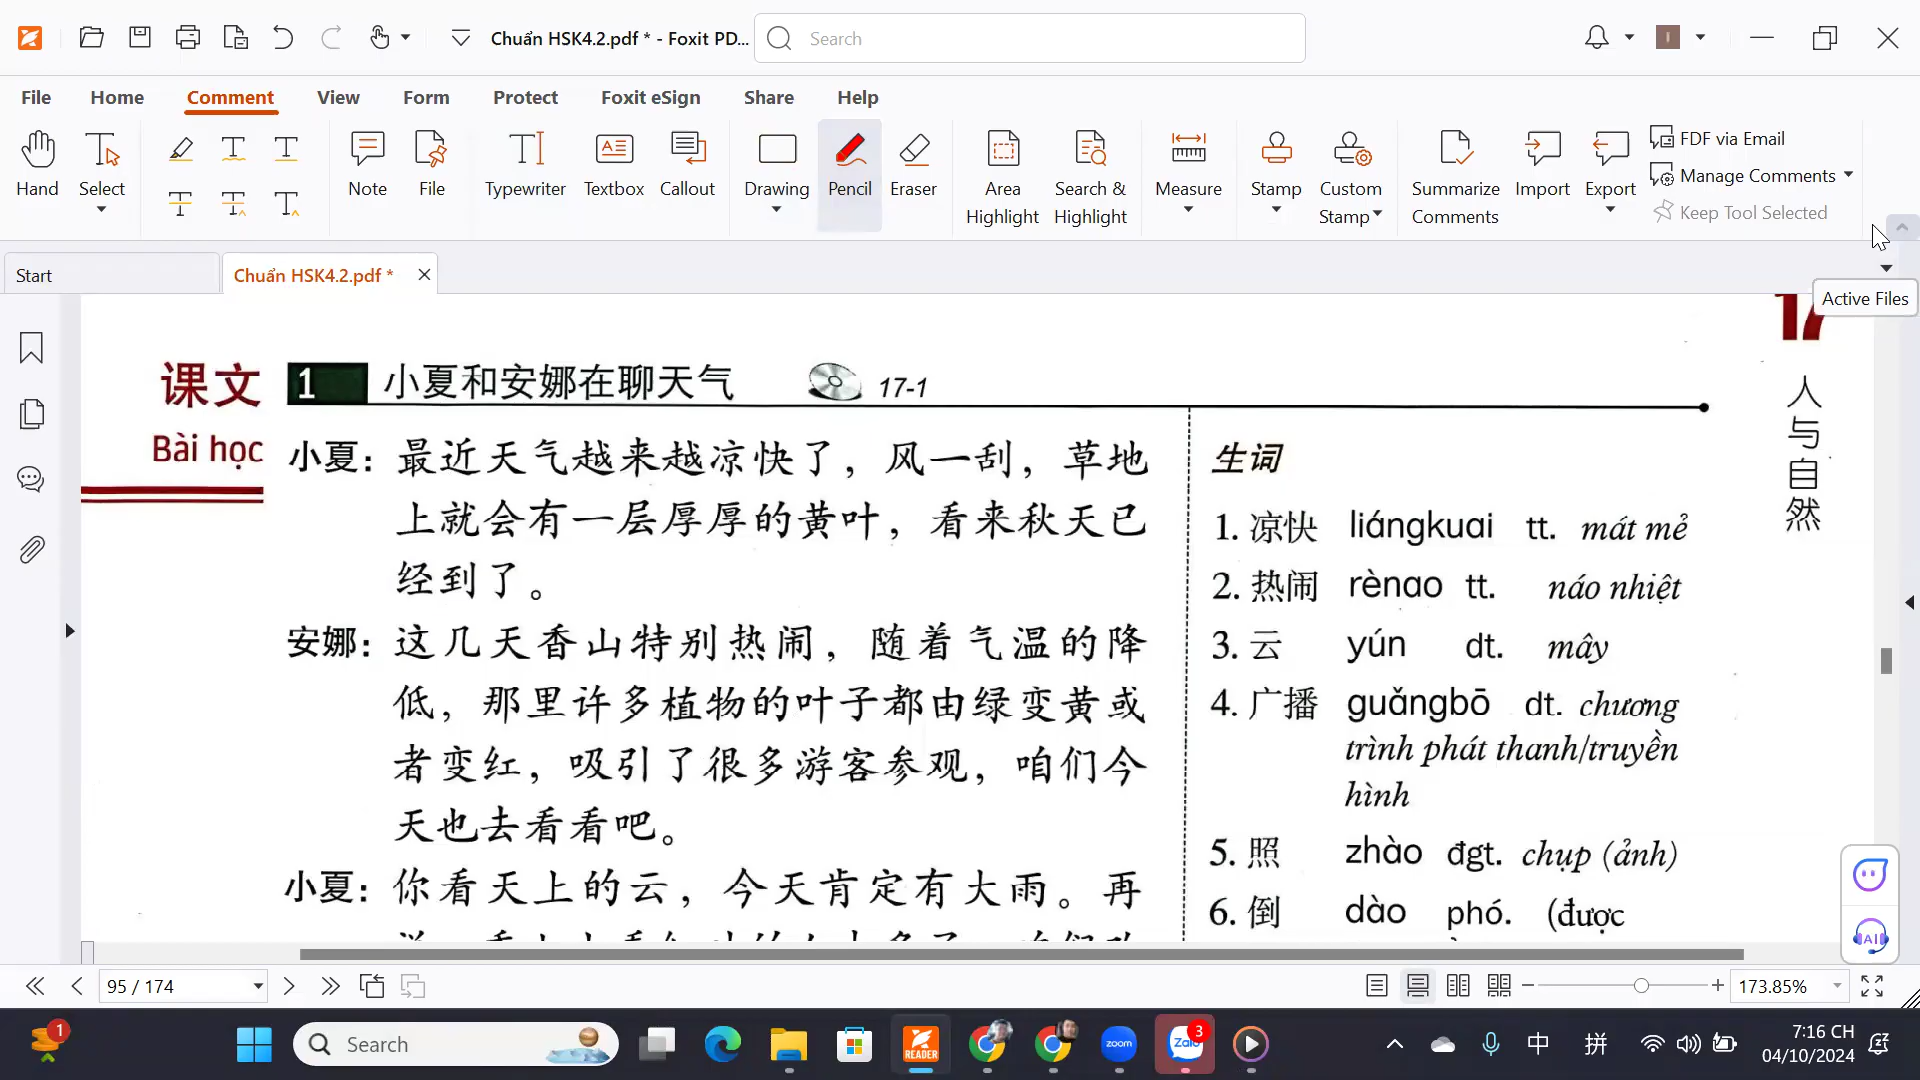 Chuẩn HSK4.2.pdf * - Foxit PD...
Search
I
File Home Comment View Form Protect Foxit eSign Share Help
Hand
Select
Note
File
Typewriter
Textbox
Callout
Drawing
Pencil
Eraser
Area Highlight
Search & Highlight
Measure
Stamp
Custom Stamp
Summarize Comments
Import
Export
FDF via Email
Manage Comments
Keep Tool Selected
Start
Chuẩn HSK4.2.pdf *
Active Files
17
人与自然
课文
Bài học
1 小夏和安娜在聊天气 17-1
小夏：最近天气越来越凉快了，风一刮，草地
上就会有一层厚厚的黄叶，看来秋天已
经到了。
安娜：这几天香山特别热闹，随着气温的降
低，那里许多植物的叶子都由绿变黄或
者变红，吸引了很多游客参观，咱们今
天也去看看吧。
小夏：你看天上的云，今天肯定有大雨。再
生词
1. 凉快 liángkuai tt. mát mẻ
2. 热闹 rènao tt. náo nhiệt
3. 云 yún dt. mây
4. 广播 guǎngbō dt. chương
trình phát thanh/truyền
hình
5. 照 zhào đgt. chụp (ảnh)
6. 倒 dào phó. (được
AI
95 / 174
173.85%
1
Search
READER
zoom
Zalo
3
中
拼
7:16 CH
04/10/2024